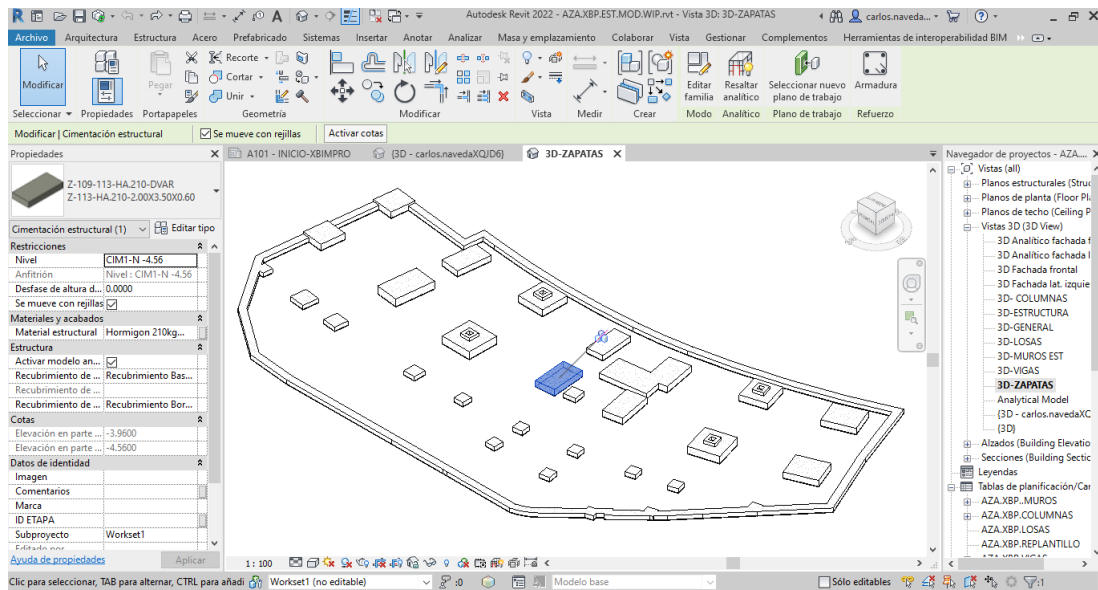 Autodesk Revit 2022 - AZA.XBP.EST.MOD.WIP.rvt - Vista 3D: 3D-ZAPATAS
carlos.naveda...
Archivo Arquitectura Estructura Acero Prefabricado Sistemas Insertar Anotar Analizar Masa y emplazamiento Colaborar Vista Gestionar Complementos Herramientas de interoperabilidad BIM
Modificar
Pegar
Recorte
Cortar
Unir
Editar familia
Resaltar analítico
Seleccionar nuevo plano de trabajo
Armadura
Seleccionar Propiedades Portapapeles Geometría Modificar Vista Medir Crear Modo Analítico Plano de trabajo Refuerzo
Modificar | Cimentación estructural Se mueve con rejillas Activar cotas
Propiedades
A101 - INICIO-XBIMPRO
{3D - carlos.navedaXQJD6}
3D-ZAPATAS
Navegador de proyectos - AZA....
Z-109-113-HA.210-DVAR
Z-113-HA.210-2.00X3.50X0.60
Cimentación estructural (1) Editar tipo
Restricciones
Nivel CIM1-N -4.56
Anfitrión Nivel : CIM1-N -4.56
Desfase de altura d... 0.0000
Se mueve con rejillas
Materiales y acabados
Material estructural Hormigon 210kg...
Estructura
Activar modelo an...
Recubrimiento de ... Recubrimiento Bas...
Recubrimiento de ...
Recubrimiento de ... Recubrimiento Bor...
Cotas
Elevación en parte ... -3.9600
Elevación en parte ... -4.5600
Datos de identidad
Imagen
Comentarios
Marca
ID ETAPA
Subproyecto Workset1
Editado por
Ayuda de propiedades Aplicar
Vistas (all)
Planos estructurales (Struc
Planos de planta (Floor Pla
Planos de techo (Ceiling P
Vistas 3D (3D View)
3D Analítico fachada f
3D Analítico fachada l
3D Fachada frontal
3D Fachada lat. izquie
3D- COLUMNAS
3D-ESTRUCTURA
3D-GENERAL
3D-LOSAS
3D-MUROS EST
3D-VIGAS
3D-ZAPATAS
Analytical Model
{3D - carlos.navedaXC
{3D}
Alzados (Building Elevatio
Secciones (Building Sectic
Leyendas
Tablas de planificación/Car
AZA.XBP..MUROS
AZA.XBP.COLUMNAS
AZA.XBP.LOSAS
AZA.XBP.REPLANTILLO
AZA.XBP.VIGAS
1 : 100
Clic para seleccionar, TAB para alternar, CTRL para añadi Workset1 (no editable) :0 Modelo base Sólo editables :1